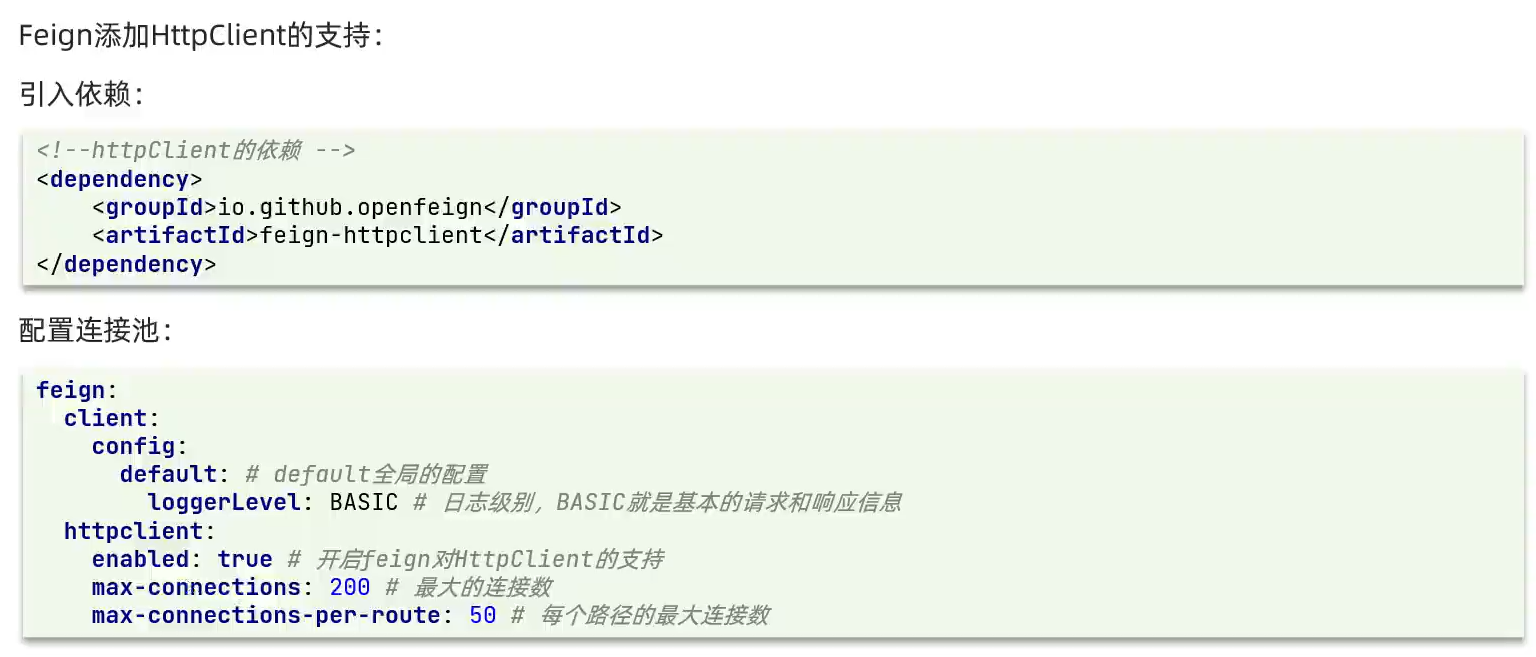 Feign添加HttpClient的支持：
引入依赖：
<!--httpClient的依赖 -->
<dependency>
    <groupId>io.github.openfeign</groupId>
    <artifactId>feign-httpclient</artifactId>
</dependency>
配置连接池：
feign:
  client:
    config:
      default: # default全局的配置
        loggerLevel: BASIC # 日志级别，BASIC就是基本的请求和响应信息
  httpclient:
    enabled: true # 开启feign对HttpClient的支持
    max-connections: 200 # 最大的连接数
    max-connections-per-route: 50 # 每个路径的最大连接数